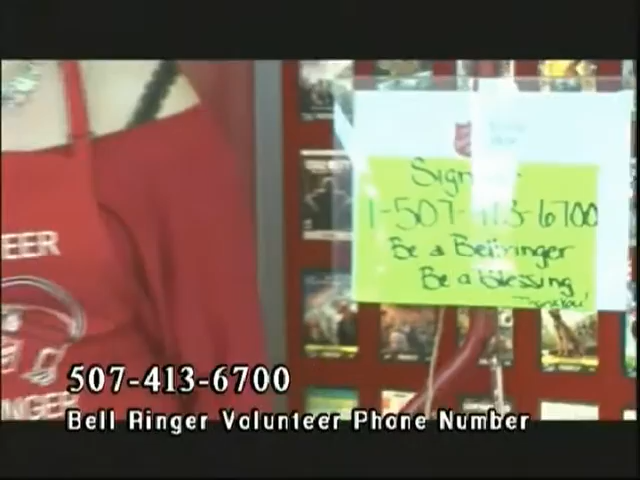 EER
NGER
Sign
1-507-413-6700
Be a Bellringer
Be a blessing
Thank You!
507-413-6700
Bell Ringer Volunteer Phone Number